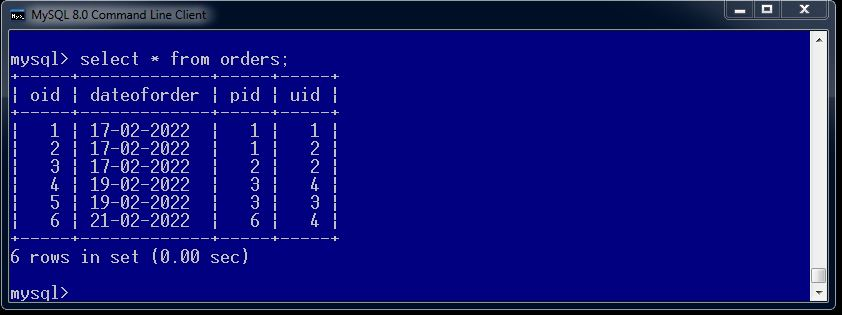 MySQL 8.0 Command Line Client
mysql> select * from orders;
+-----+-------------+-----+-----+
| oid | dateoforder | pid | uid |
+-----+-------------+-----+-----+
|   1 | 17-02-2022  |   1 |   1 |
|   2 | 17-02-2022  |   1 |   2 |
|   3 | 17-02-2022  |   2 |   2 |
|   4 | 19-02-2022  |   3 |   4 |
|   5 | 19-02-2022  |   3 |   3 |
|   6 | 21-02-2022  |   6 |   4 |
+-----+-------------+-----+-----+
6 rows in set (0.00 sec)
mysql>